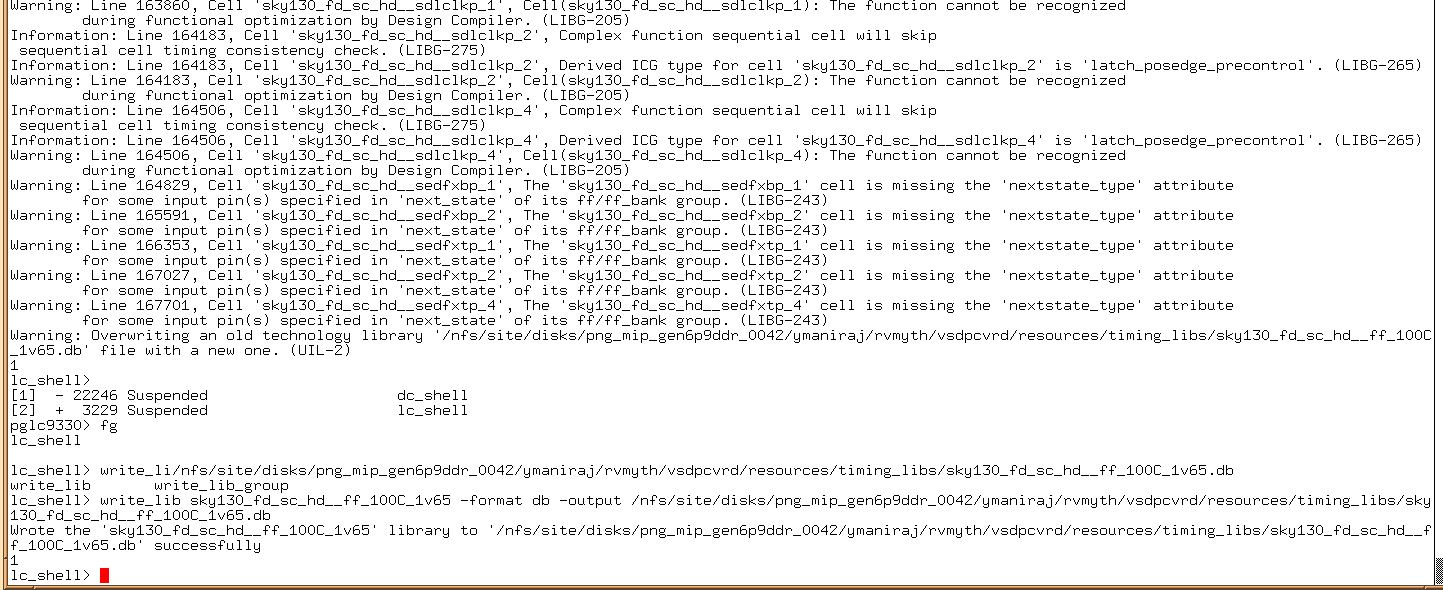 Warning: Line 163860, Cell 'sky130_fd_sc_hd__sdlclkp_1', Cell(sky130_fd_sc_hd__sdlclkp_1): The function cannot be recognized
        during functional optimization by Design Compiler. (LIBG-205)
Information: Line 164183, Cell 'sky130_fd_sc_hd__sdlclkp_2', Complex function sequential cell will skip
 sequential cell timing consistency check. (LIBG-275)
Information: Line 164183, Cell 'sky130_fd_sc_hd__sdlclkp_2', Derived ICG type for cell 'sky130_fd_sc_hd__sdlclkp_2' is 'latch_posedge_precontrol'. (LIBG-265)
Warning: Line 164183, Cell 'sky130_fd_sc_hd__sdlclkp_2', Cell(sky130_fd_sc_hd__sdlclkp_2): The function cannot be recognized
        during functional optimization by Design Compiler. (LIBG-205)
Information: Line 164506, Cell 'sky130_fd_sc_hd__sdlclkp_4', Complex function sequential cell will skip
 sequential cell timing consistency check. (LIBG-275)
Information: Line 164506, Cell 'sky130_fd_sc_hd__sdlclkp_4', Derived ICG type for cell 'sky130_fd_sc_hd__sdlclkp_4' is 'latch_posedge_precontrol'. (LIBG-265)
Warning: Line 164506, Cell 'sky130_fd_sc_hd__sdlclkp_4', Cell(sky130_fd_sc_hd__sdlclkp_4): The function cannot be recognized
        during functional optimization by Design Compiler. (LIBG-205)
Warning: Line 164829, Cell 'sky130_fd_sc_hd__sedfxbp_1', The 'sky130_fd_sc_hd__sedfxbp_1' cell is missing the 'nextstate_type' attribute
        for some input pin(s) specified in 'next_state' of its ff/ff_bank group. (LIBG-243)
Warning: Line 165591, Cell 'sky130_fd_sc_hd__sedfxbp_2', The 'sky130_fd_sc_hd__sedfxbp_2' cell is missing the 'nextstate_type' attribute
        for some input pin(s) specified in 'next_state' of its ff/ff_bank group. (LIBG-243)
Warning: Line 166353, Cell 'sky130_fd_sc_hd__sedfxtp_1', The 'sky130_fd_sc_hd__sedfxtp_1' cell is missing the 'nextstate_type' attribute
        for some input pin(s) specified in 'next_state' of its ff/ff_bank group. (LIBG-243)
Warning: Line 167027, Cell 'sky130_fd_sc_hd__sedfxtp_2', The 'sky130_fd_sc_hd__sedfxtp_2' cell is missing the 'nextstate_type' attribute
        for some input pin(s) specified in 'next_state' of its ff/ff_bank group. (LIBG-243)
Warning: Line 167701, Cell 'sky130_fd_sc_hd__sedfxtp_4', The 'sky130_fd_sc_hd__sedfxtp_4' cell is missing the 'nextstate_type' attribute
        for some input pin(s) specified in 'next_state' of its ff/ff_bank group. (LIBG-243)
Warning: Overwriting an old technology library '/nfs/site/disks/png_mip_gen6p9ddr_0042/ymaniraj/rvmyth/vsdpcvrd/resources/timing_libs/sky130_fd_sc_hd__ff_100C
_1v65.db' file with a new one. (UIL-2)
1
lc_shell>
[1]  - 22246 Suspended                     dc_shell
[2]  +  3229 Suspended                     lc_shell
pglc9330> fg
lc_shell
lc_shell> write_li/nfs/site/disks/png_mip_gen6p9ddr_0042/ymaniraj/rvmyth/vsdpcvrd/resources/timing_libs/sky130_fd_sc_hd__ff_100C_1v65.db
write_lib       write_lib_group
lc_shell> write_lib sky130_fd_sc_hd__ff_100C_1v65 -format db -output /nfs/site/disks/png_mip_gen6p9ddr_0042/ymaniraj/rvmyth/vsdpcvrd/resources/timing_libs/sky
130_fd_sc_hd__ff_100C_1v65.db
Wrote the 'sky130_fd_sc_hd__ff_100C_1v65' library to '/nfs/site/disks/png_mip_gen6p9ddr_0042/ymaniraj/rvmyth/vsdpcvrd/resources/timing_libs/sky130_fd_sc_hd__f
f_100C_1v65.db' successfully
1
lc_shell>